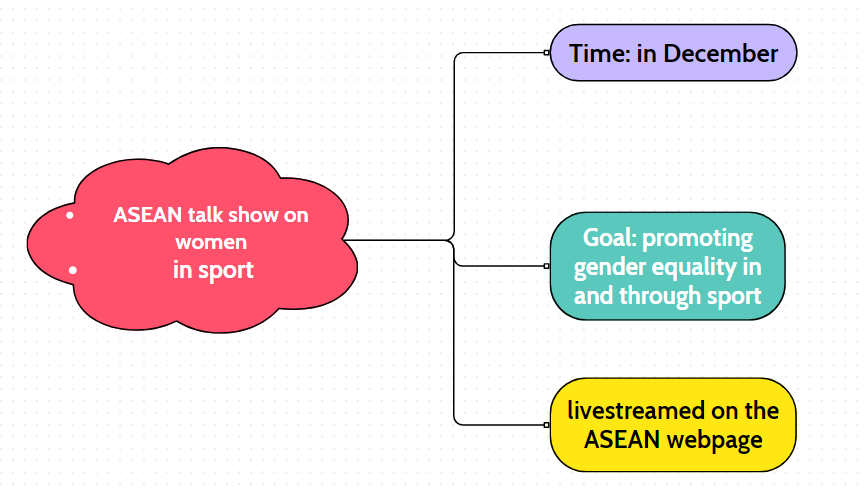 • ASEAN talk show on
women
• in sport
Time: in December
Goal: promoting
gender equality in
and through sport
livestreamed on the
ASEAN webpage